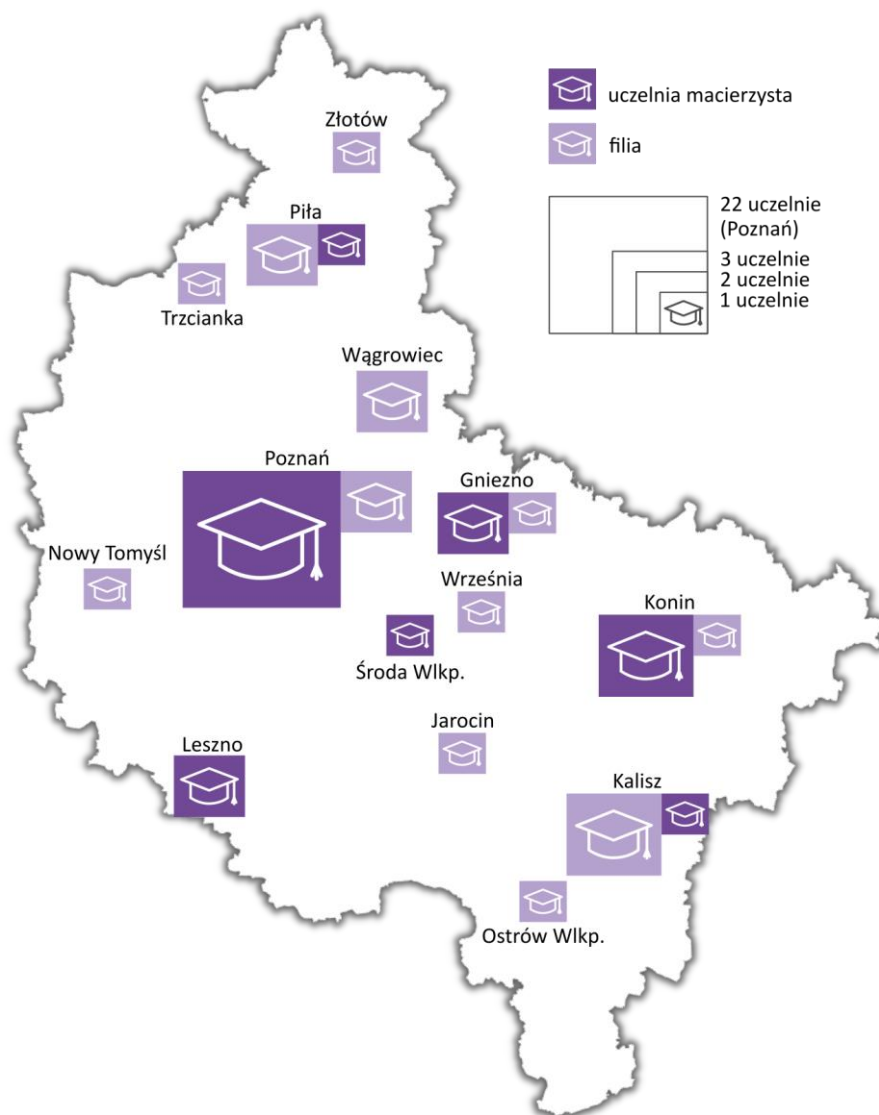 uczelnia macierzysta
filia
22 uczelnie
(Poznań)
3 uczelnie
2 uczelnie
1 uczelnie
Złotów
Piła
Trzcianka
Wągrowiec
Poznań
Gniezno
Nowy Tomyśl
Września
Konin
Środa Wlkp.
Jarocin
Leszno
Kalisz
Ostrów Wlkp.